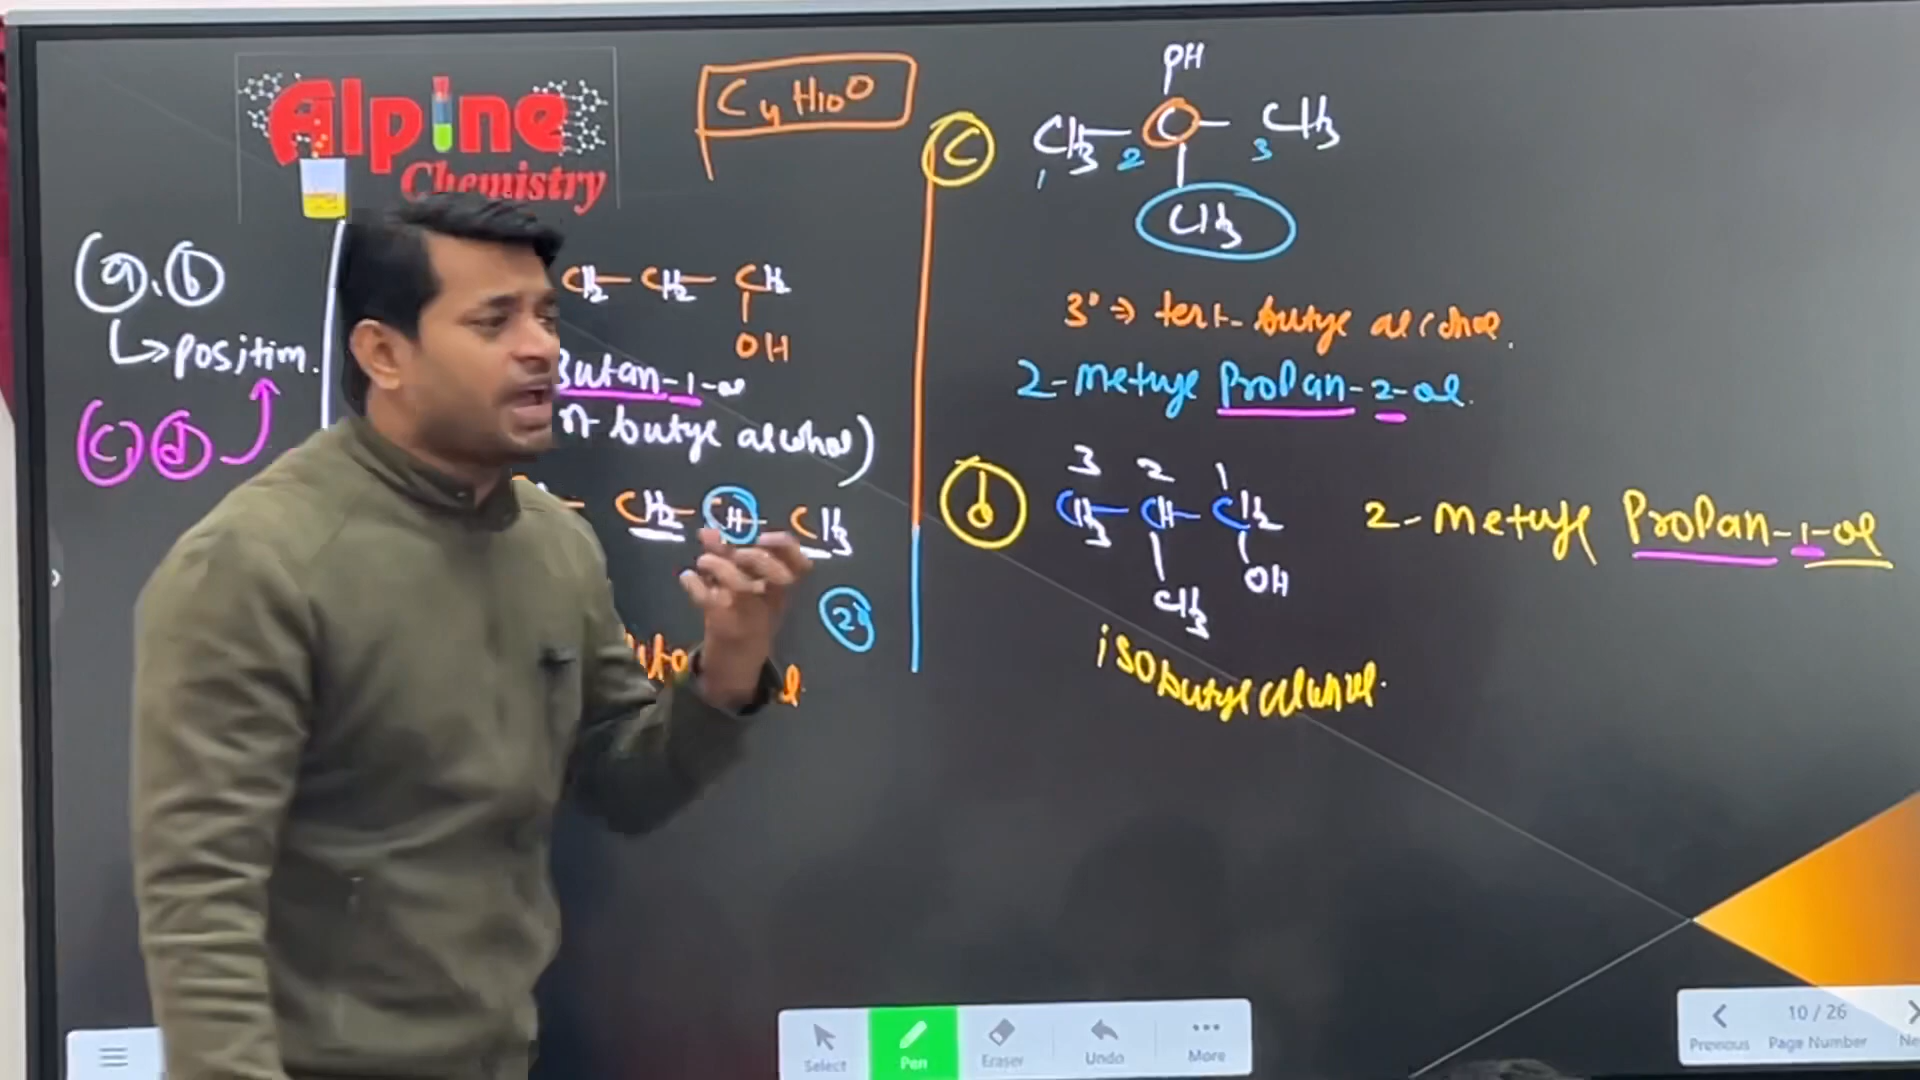 Alpine
Chemistry
C4H10O
a, b
↳ position.
c, d
CH2 – CH2 – CH2
OH
Butan-1-ol
n-butyl alcohol)
CH2 – CH – CH3
2°
C
OH
CH3 – C – CH3
1 2 3
CH3
3° ⇒ tert-butyl alcohol.
2-methyl Propan-2-ol.
d
3 2 1
CH3 – CH – CH2
CH3 OH
2-methyl Propan-1-ol
isobutyl alcohol.
Select
Pen
Eraser
Undo
More
10 / 26
Previous
Page Number